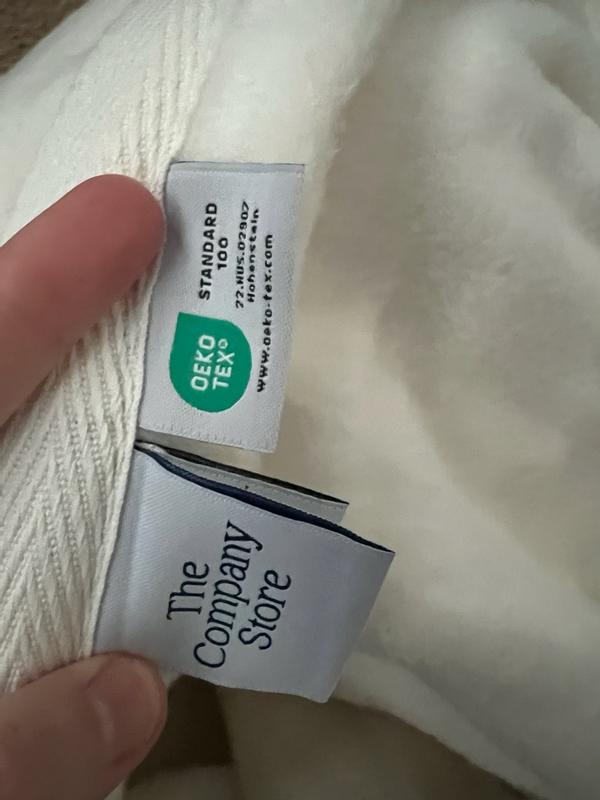 STANDARD
100
22.HUS.02907
Hohenstein
www.oeko-tex.com
OEKO
TEX®
The
Company
Store